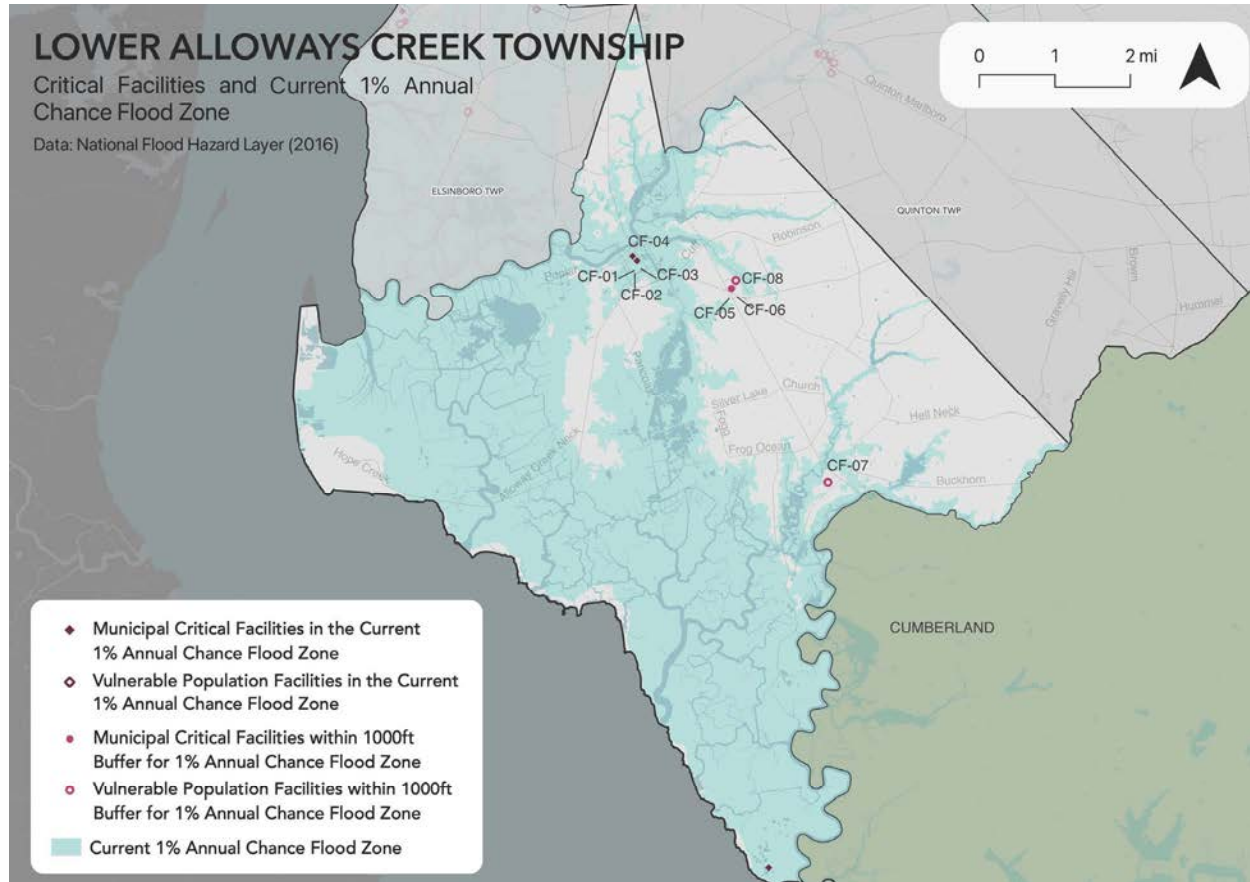 LOWER ALLOWAYS CREEK TOWNSHIP
Critical Facilities and Current 1% Annual
Chance Flood Zone
Data: National Flood Hazard Layer (2016)
0 1 2 mi
Quinton Marlboro
ELSINBORO TWP
QUINTON TWP
Robinson
CF-04
Brown
CF-01
CF-03
CF-08
CF-02
CF-05
CF-06
Gravelly Hill
Hummel
Silver Lake
Church
Fogg
Hell Neck
Frog Ocean
Hope Creek
Alloway Creek Neck
CF-07
Buckhorn
CUMBERLAND
Municipal Critical Facilities in the Current
1% Annual Chance Flood Zone
Vulnerable Population Facilities in the Current
1% Annual Chance Flood Zone
Municipal Critical Facilities within 1000ft
Buffer for 1% Annual Chance Flood Zone
Vulnerable Population Facilities within 1000ft
Buffer for 1% Annual Chance Flood Zone
Current 1% Annual Chance Flood Zone